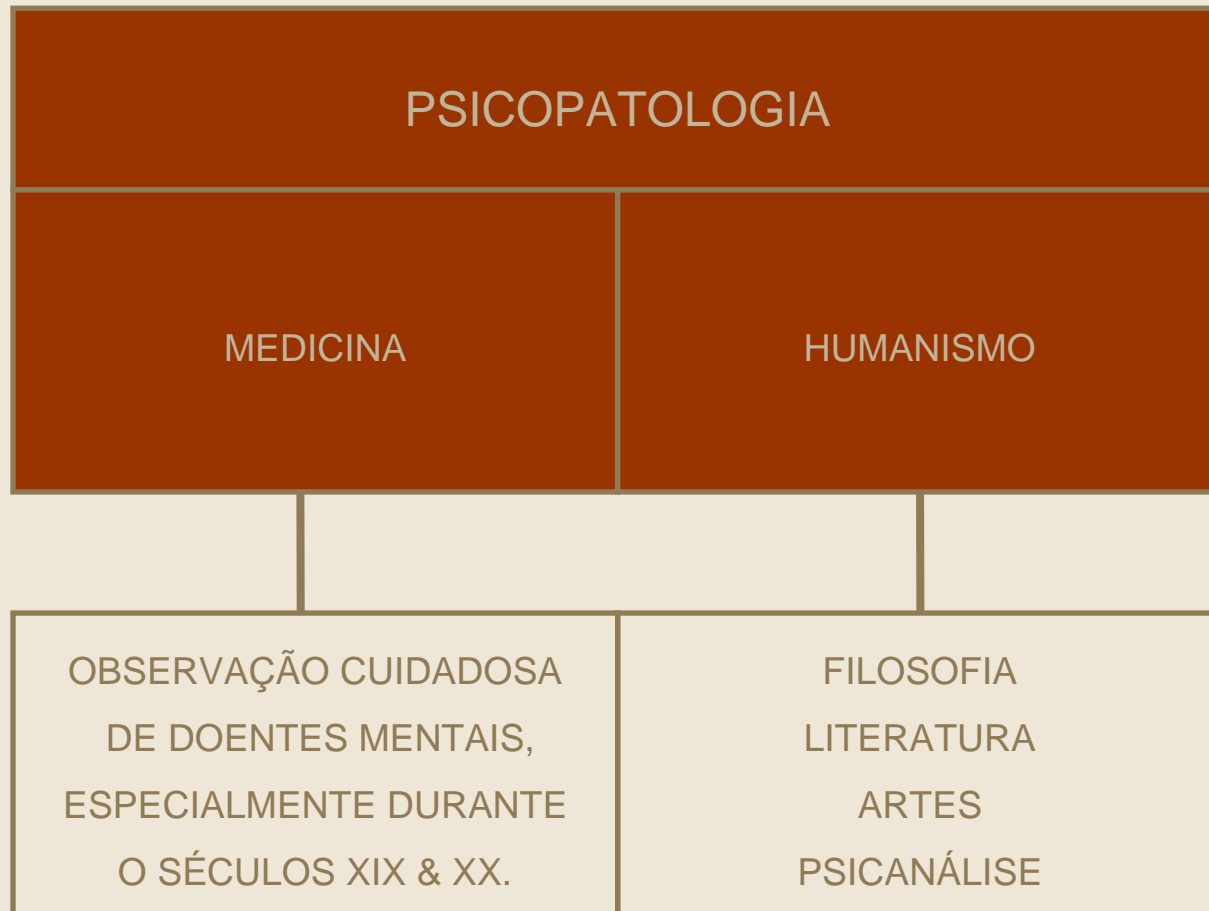 PSICOPATOLOGIA
MEDICINA
HUMANISMO
OBSERVAÇÃO CUIDADOSA
DE DOENTES MENTAIS,
ESPECIALMENTE DURANTE
O SÉCULOS XIX & XX.
FILOSOFIA
LITERATURA
ARTES
PSICANÁLISE